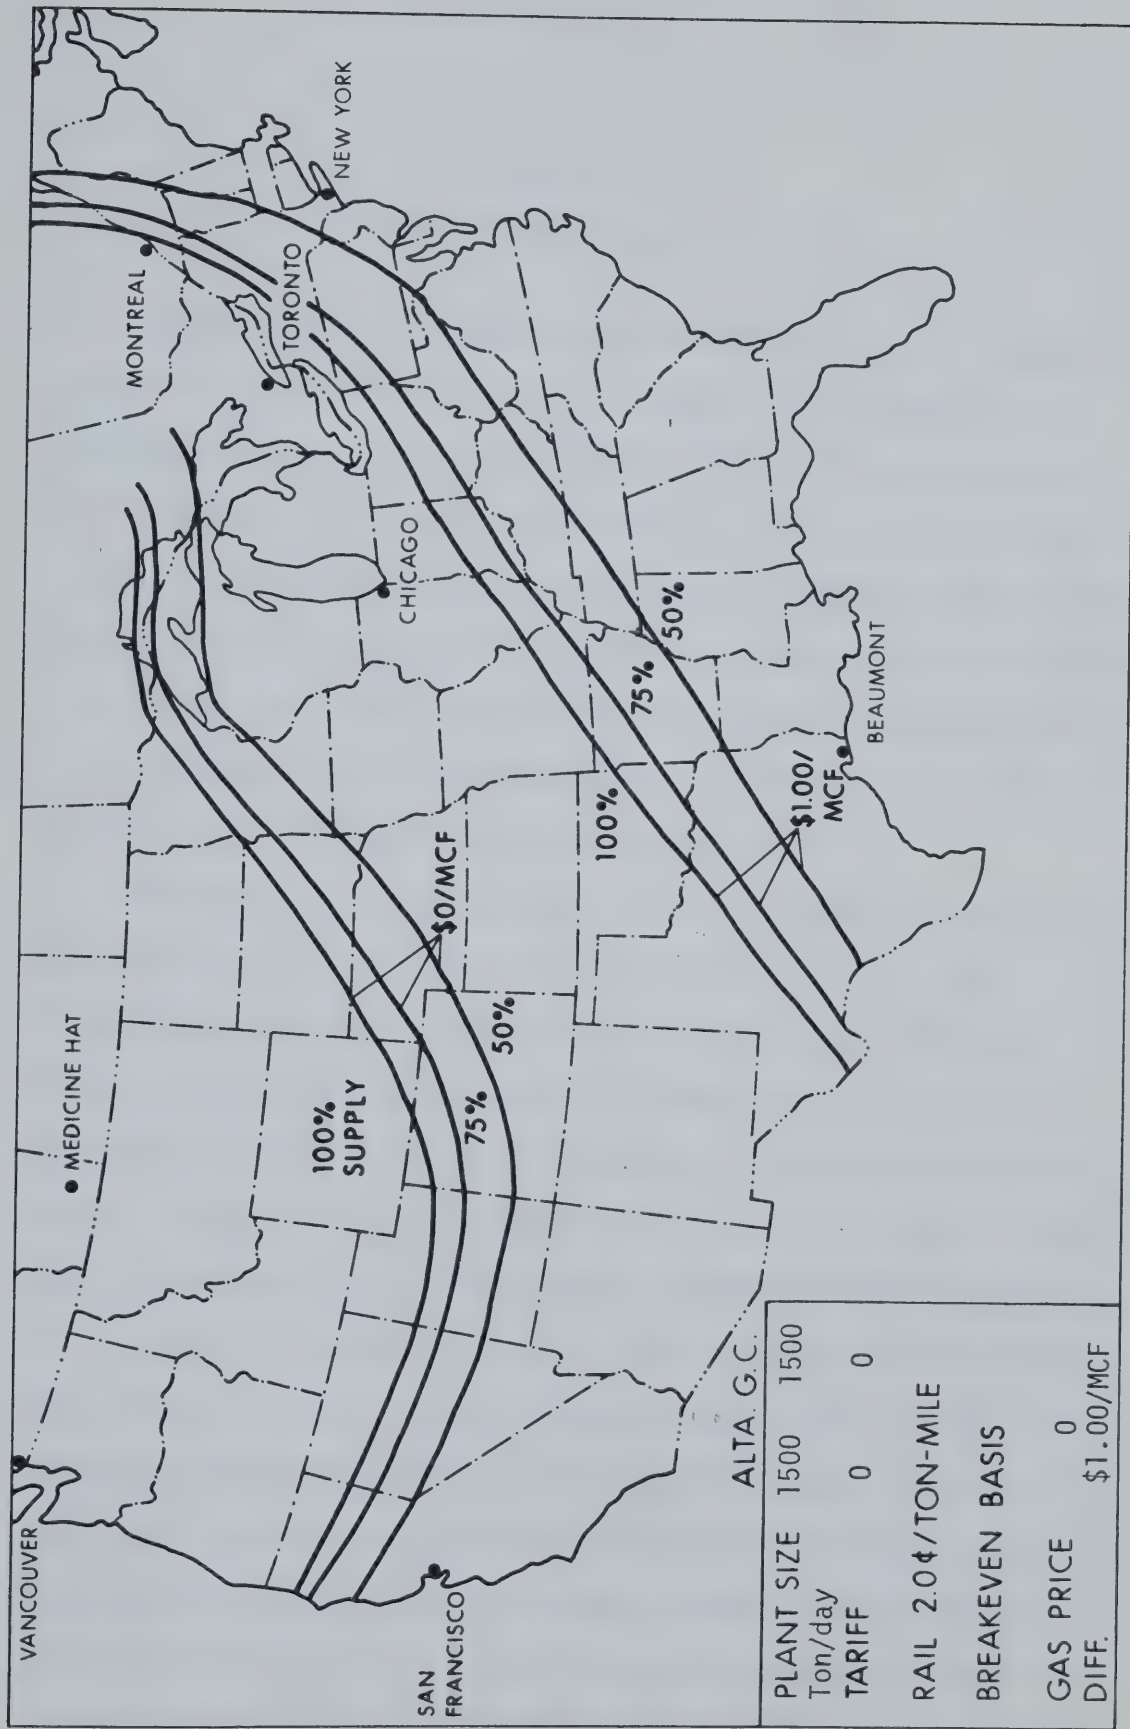 VANCOUVER
MEDICINE HAT
MONTREAL
TORONTO
NEW YORK
CHICAGO
SAN
FRANCISCO
BEAUMONT
100%
SUPPLY
75%
50%
$0/MCF
100%
75%
50%
$1.00/
MCF
ALTA. G.C.
PLANT SIZE 1500 1500
Ton/day
TARIFF 0 0
RAIL 2.0¢/TON-MILE
BREAKEVEN BASIS
GAS PRICE 0
DIFF. $1.00/MCF